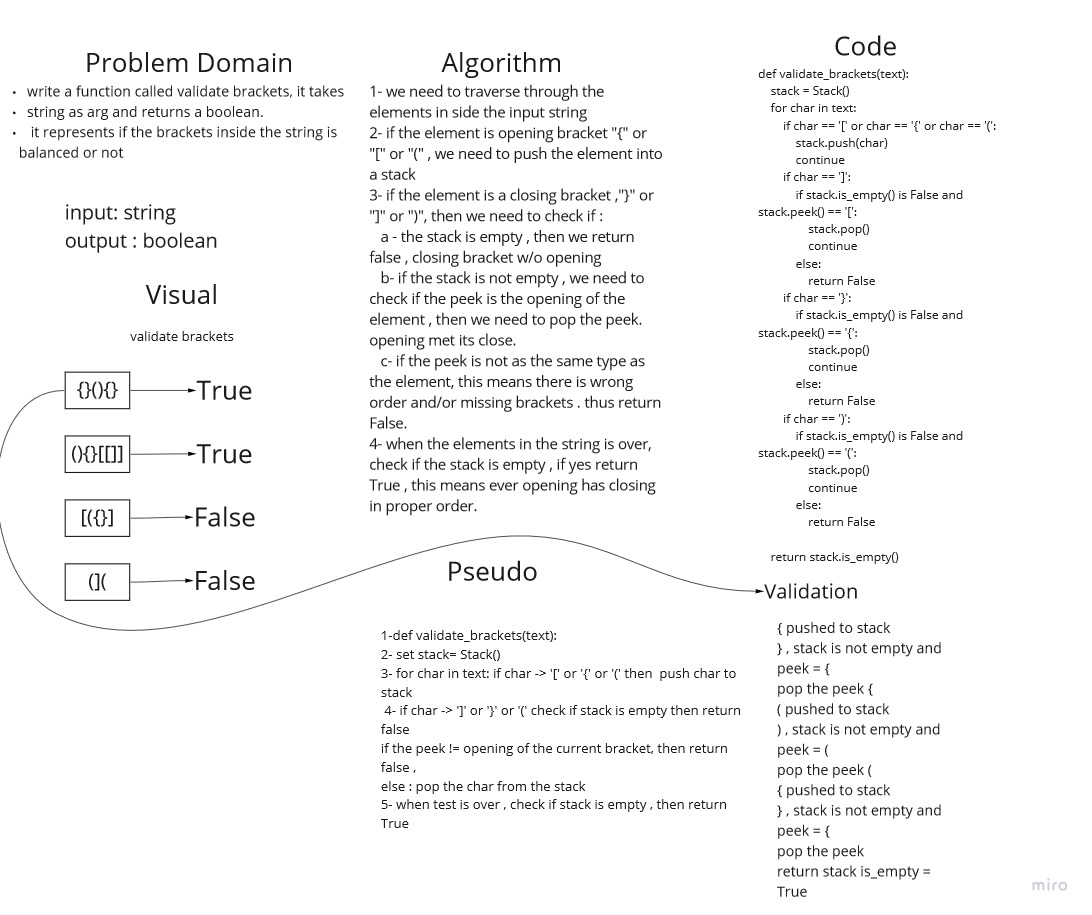 Problem Domain
• write a function called validate brackets, it takes
• string as arg and returns a boolean.
• it represents if the brackets inside the string is
balanced or not
input: string
output : boolean
Visual
validate brackets
{}(){}
True
(){}[[]]
True
[({}]
False
(](
False
Algorithm
1- we need to traverse through the
elements in side the input string
2- if the element is opening bracket "{" or
"[" or "(" , we need to push the element into
a stack
3- if the element is a closing bracket ,"}" or
"]" or ")", then we need to check if :
a - the stack is empty , then we return
false , closing bracket w/o opening
b- if the stack is not empty , we need to
check if the peek is the opening of the
element , then we need to pop the peek.
opening met its close.
c- if the peek is not as the same type as
the element, this means there is wrong
order and/or missing brackets . thus return
False.
4- when the elements in the string is over,
check if the stack is empty , if yes return
True , this means ever opening has closing
in proper order.
Pseudo
1-def validate_brackets(text):
2- set stack= Stack()
3- for char in text: if char -> '[' or '{' or '(' then  push char to
stack
4- if char -> ']' or '}' or '(' check if stack is empty then return
false
if the peek != opening of the current bracket, then return
false ,
else : pop the char from the stack
5- when test is over , check if stack is empty , then return
True
Code
def validate_brackets(text):
stack = Stack()
for char in text:
if char == '[' or char == '{' or char == '(':
stack.push(char)
continue
if char == ']':
if stack.is_empty() is False and
stack.peek() == '[':
stack.pop()
continue
else:
return False
if char == '}':
if stack.is_empty() is False and
stack.peek() == '{':
stack.pop()
continue
else:
return False
if char == ')':
if stack.is_empty() is False and
stack.peek() == '(':
stack.pop()
continue
else:
return False
return stack.is_empty()
Validation
{ pushed to stack
} , stack is not empty and
peek = {
pop the peek {
( pushed to stack
) , stack is not empty and
peek = (
pop the peek (
{ pushed to stack
} , stack is not empty and
peek = {
pop the peek
return stack is_empty =
True
miro